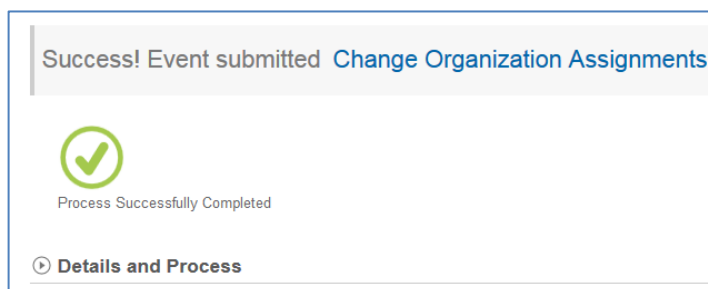 Success! Event submitted Change Organization Assignments
Process Successfully Completed
Details and Process